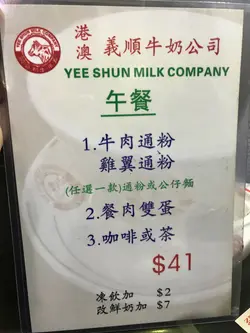 港澳 義順牛奶公司
YEE SHUN MILK COMPANY
午餐
1.牛肉通粉
雞翼通粉
(任選一款)通粉或公仔麵
2.餐肉雙蛋
3.咖啡或茶
$41
凍飲加 $2
改鮮奶加 $7